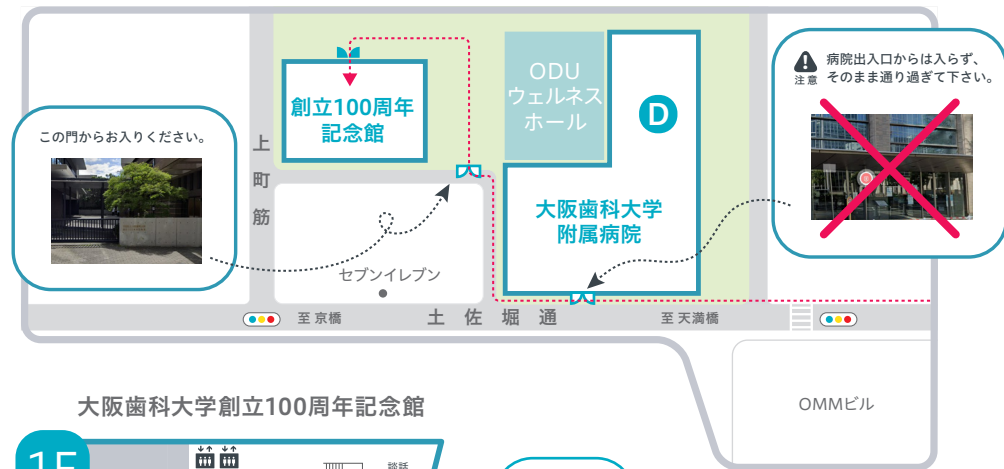 病院出入口からは入らず、
注意 そのまま通り過ぎて下さい。
ODU
ウェルネス
ホール
D
創立100周年
記念館
この門からお入りください。
上町筋
大阪歯科大学
附属病院
セブンイレブン
至 京橋
土佐堀通
至 天満橋
OMMビル
大阪歯科大学創立100周年記念館
1F
談話